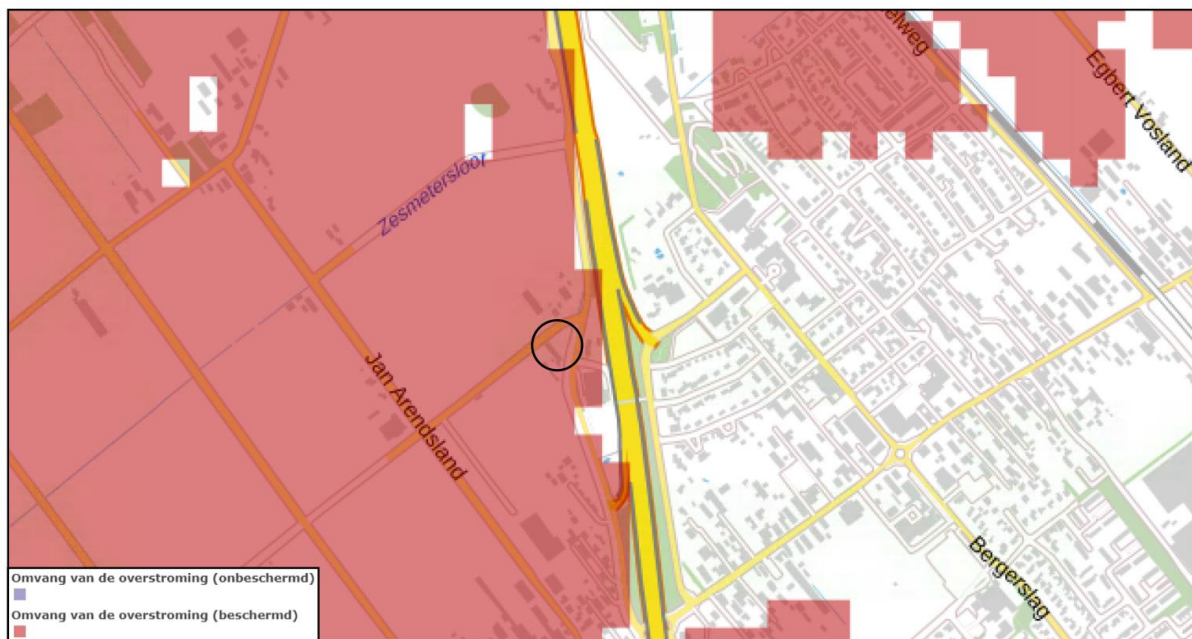 elweg
Egbert Vosland
Zesmetersloot
Jan Arendsland
Bergerslag
Omvang van de overstroming (onbeschermd)
Omvang van de overstroming (beschermd)